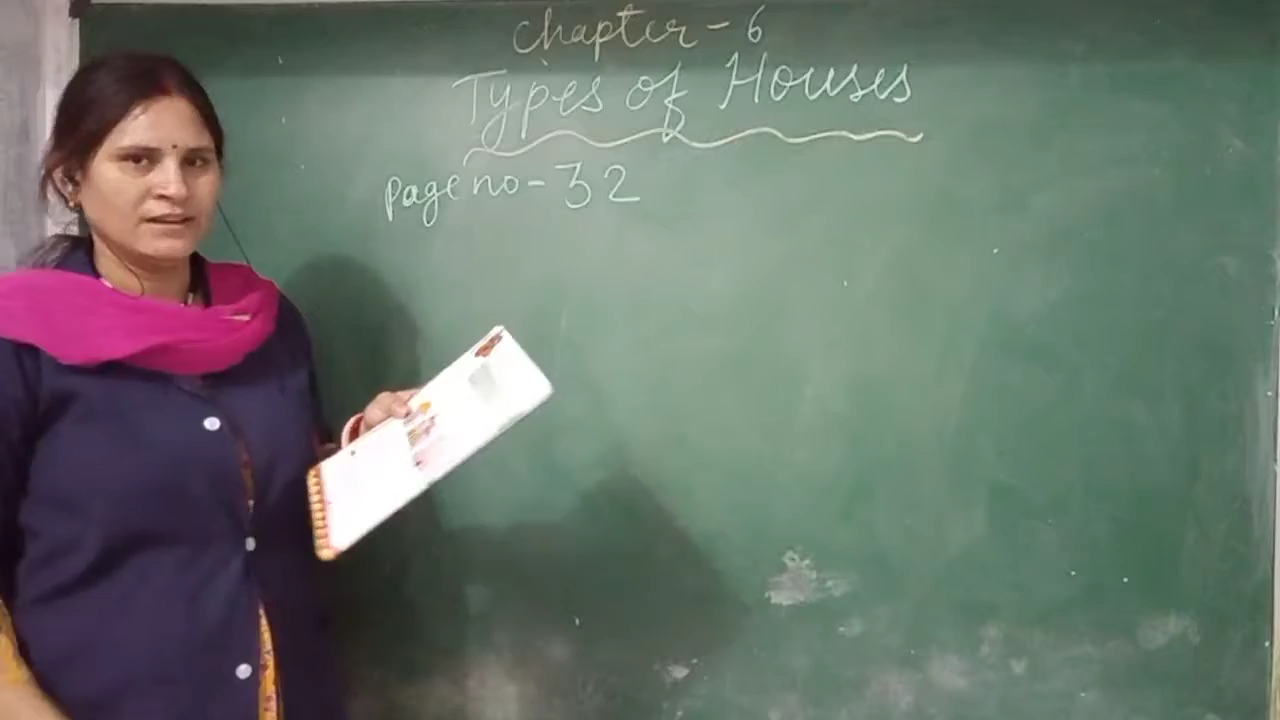 Chapter - 6
Types of Houses
Page no - 32